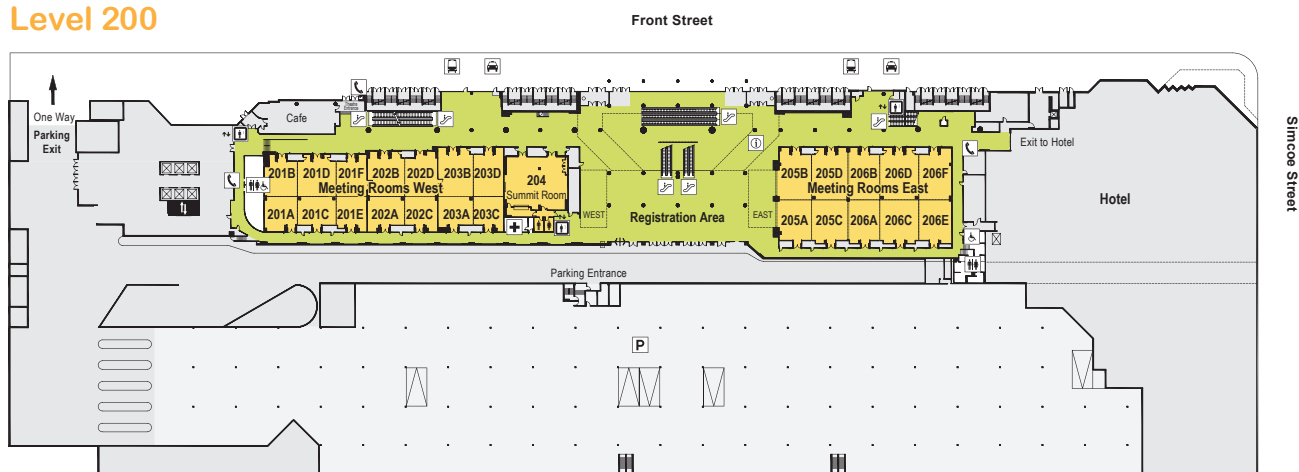 Level 200
Front Street
Simcoe Street
One Way
Parking
Exit
Cafe
Theatre
Entrance
Exit to Hotel
Hotel
201B 201D 201F 202B 202D 203B 203D
Meeting Rooms West
201A 201C 201E 202A 202C 203A 203C
204
Summit Room
WEST
Registration Area
EAST
205B 205D 206B 206D 206F
Meeting Rooms East
205A 205C 206A 206C 206E
Parking Entrance
P